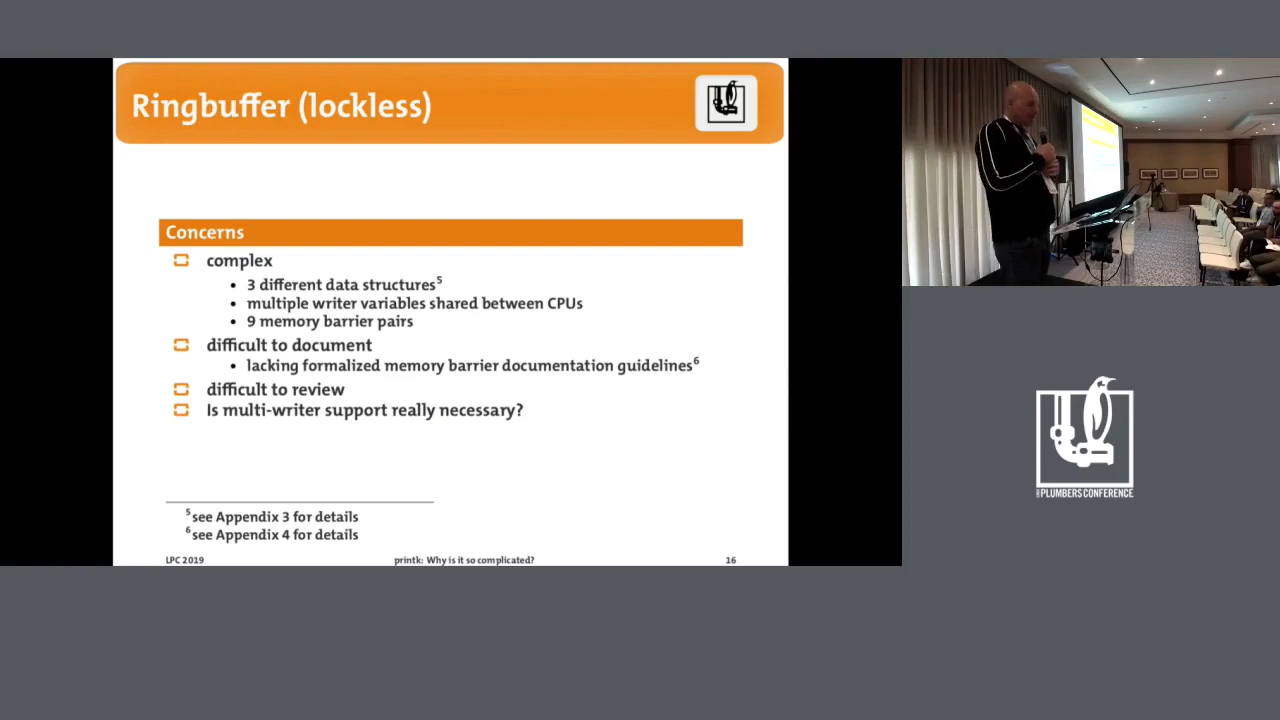 Ringbuffer (lockless)
Concerns
complex
• 3 different data structures⁵
• multiple writer variables shared between CPUs
• 9 memory barrier pairs
difficult to document
• lacking formalized memory barrier documentation guidelines⁶
difficult to review
Is multi-writer support really necessary?
⁵ see Appendix 3 for details
⁶ see Appendix 4 for details
LPC 2019 printk: Why is it so complicated? 16
PLUMBERS CONFERENCE